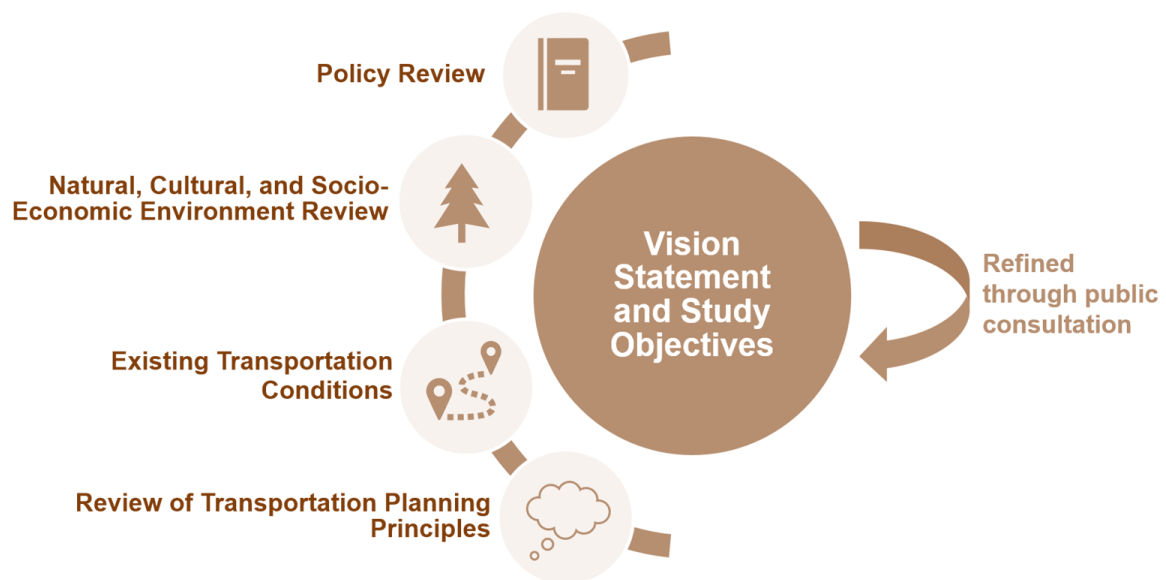 Policy Review
Natural, Cultural, and Socio-
Economic Environment Review
Existing Transportation
Conditions
Review of Transportation Planning
Principles
Vision
Statement
and Study
Objectives
Refined
through public
consultation